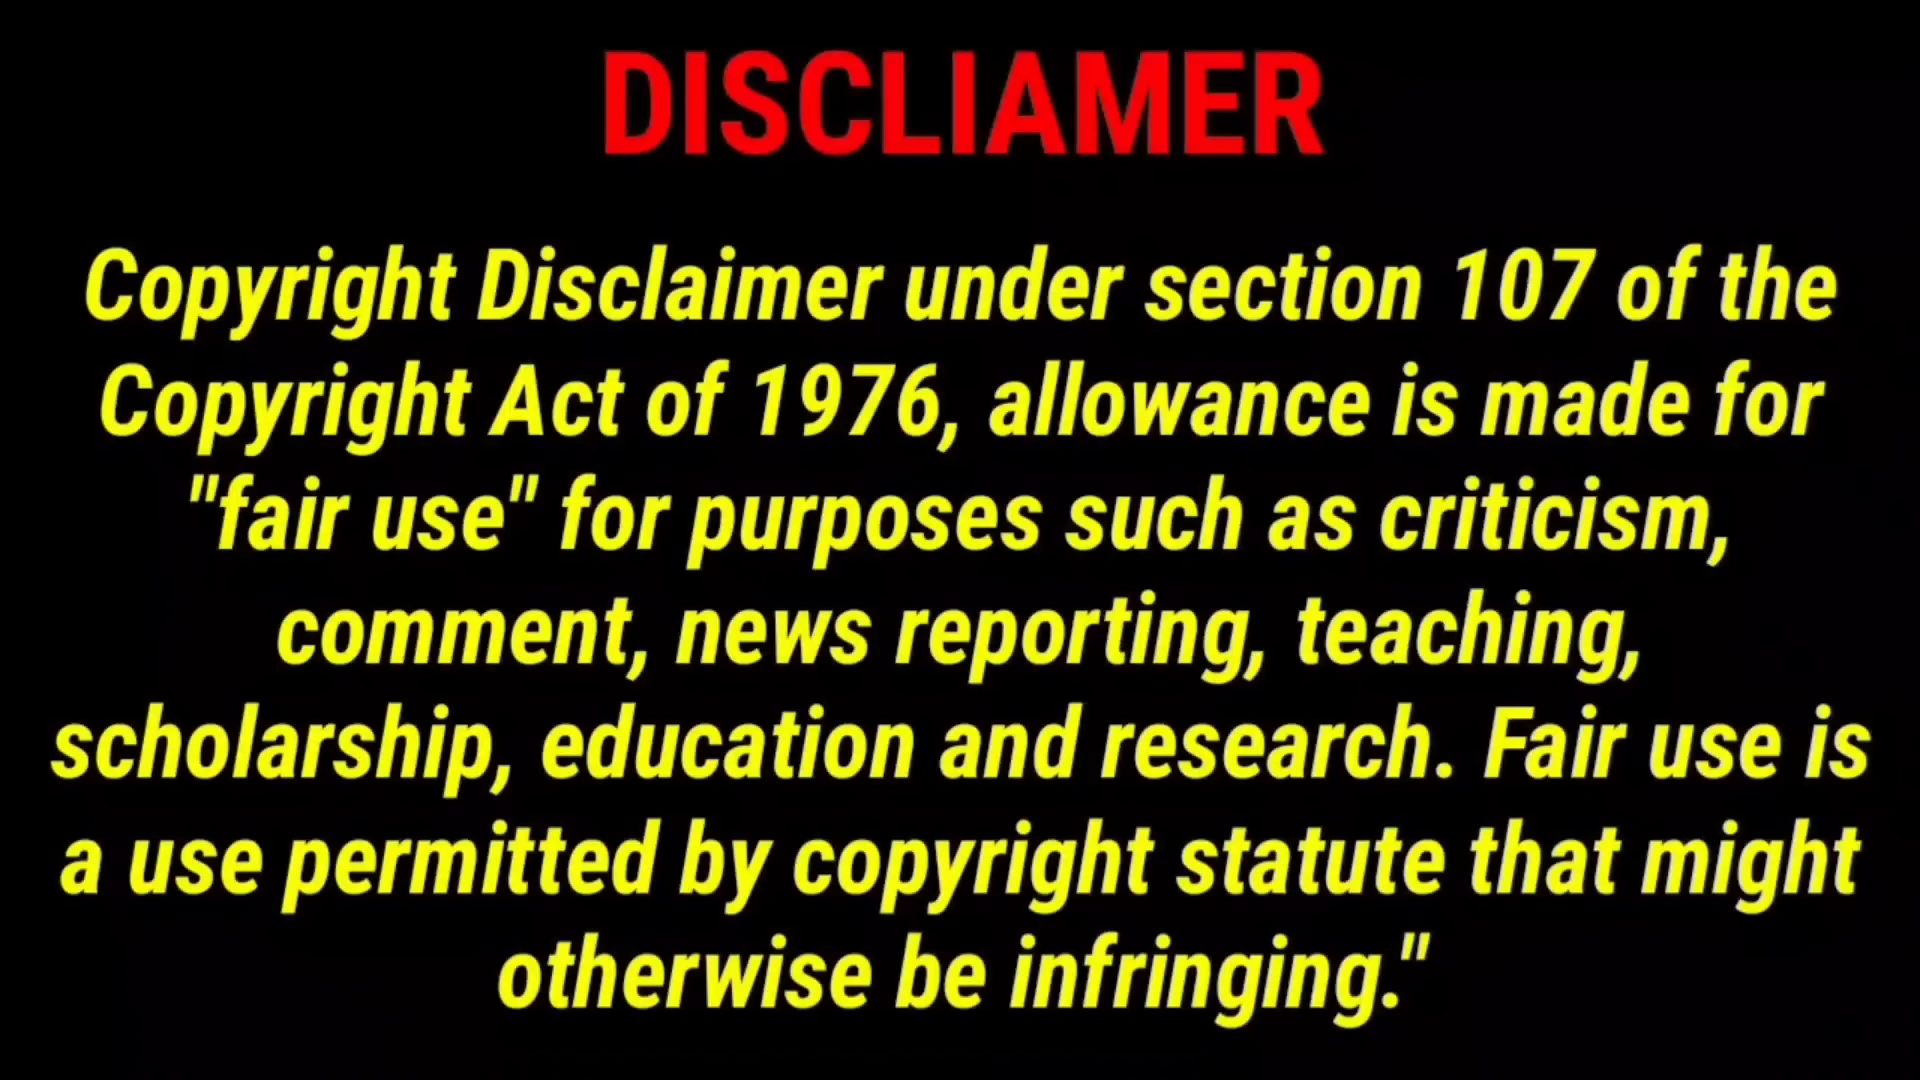 DISCLIAMER
Copyright Disclaimer under section 107 of the
Copyright Act of 1976, allowance is made for
"fair use" for purposes such as criticism,
comment, news reporting, teaching,
scholarship, education and research. Fair use is
a use permitted by copyright statute that might
otherwise be infringing."